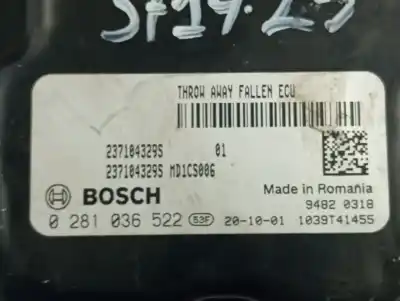 THROW AWAY FALLEN ECU
237104329S 01
237104329S MD1CS006
BOSCH
Made in Romania
9482 0318
0 281 036 522 53F 20-10-01 1039T41455